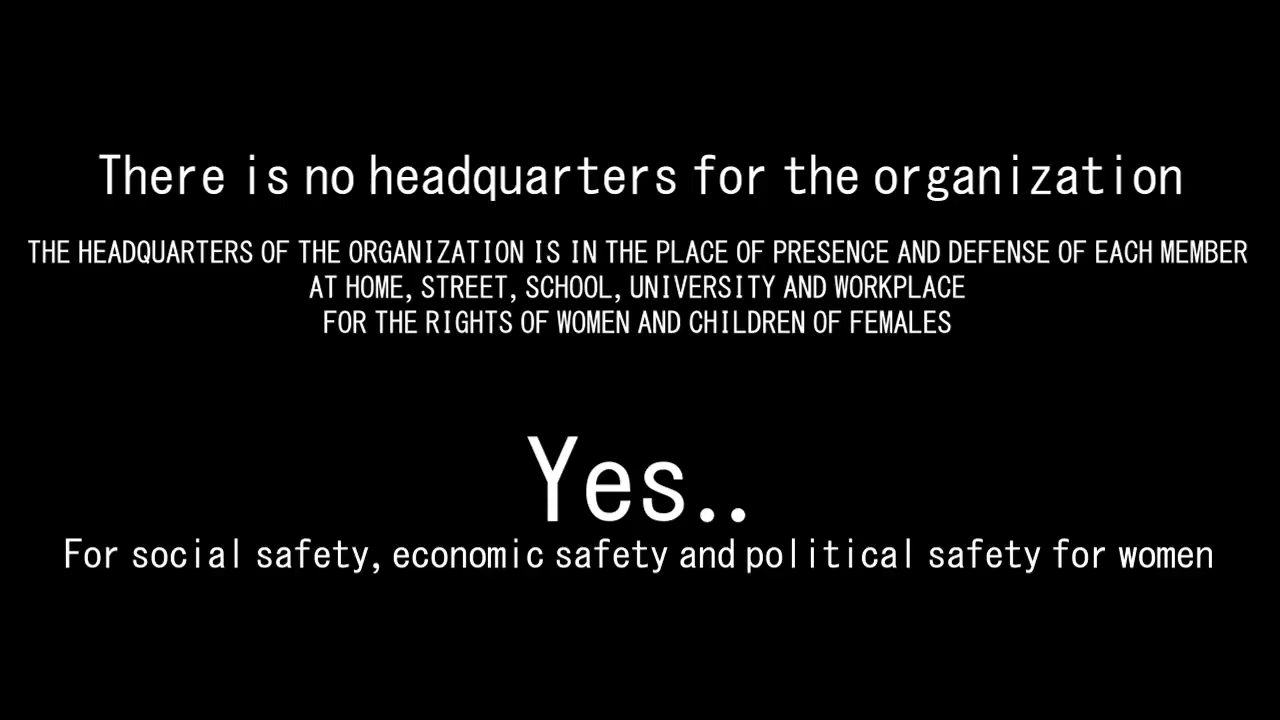 There is no headquarters for the organization
THE HEADQUARTERS OF THE ORGANIZATION IS IN THE PLACE OF PRESENCE AND DEFENSE OF EACH MEMBER
AT HOME, STREET, SCHOOL, UNIVERSITY AND WORKPLACE
FOR THE RIGHTS OF WOMEN AND CHILDREN OF FEMALES
Yes..
For social safety, economic safety and political safety for women